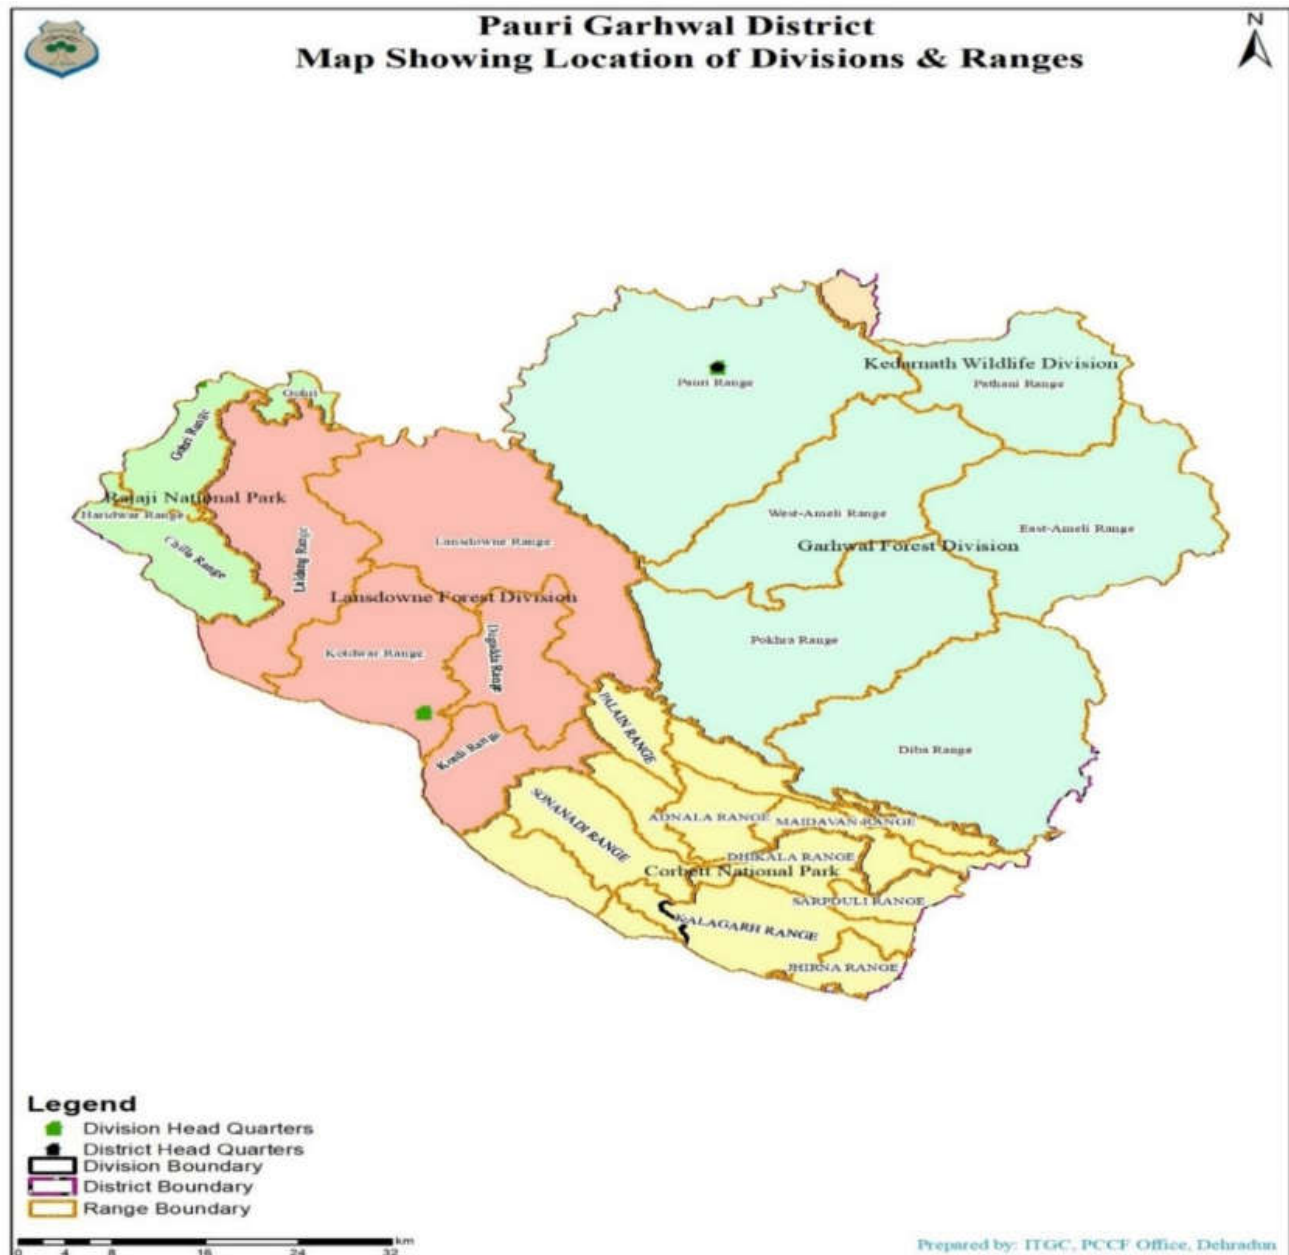 Pauri Garhwal District
Map Showing Location of Divisions & Ranges
N
Pauri Range
Kedarnath Wildlife Division
Pathani Range
Gohri
Gohri Range
Rajaji National Park
Haridwar Range
Chilla Range
Laldang Range
Lansdowne Range
West-Ameli Range
East-Ameli Range
Garhwal Forest Division
Lansdowne Forest Division
Kotdwar Range
Dugadda Range
Pokhra Range
Diba Range
Kotdi Range
PALAIN RANGE
SONANADI RANGE
ADNALA RANGE
MAIDAVAN RANGE
DHIKALA RANGE
Corbett National Park
SARPDULI RANGE
KALAGARH RANGE
JHIRNA RANGE
Legend
Division Head Quarters
District Head Quarters
Division Boundary
District Boundary
Range Boundary
km
0 4 8 16 24 32
Prepared by: ITGC, PCCF Office, Dehradun